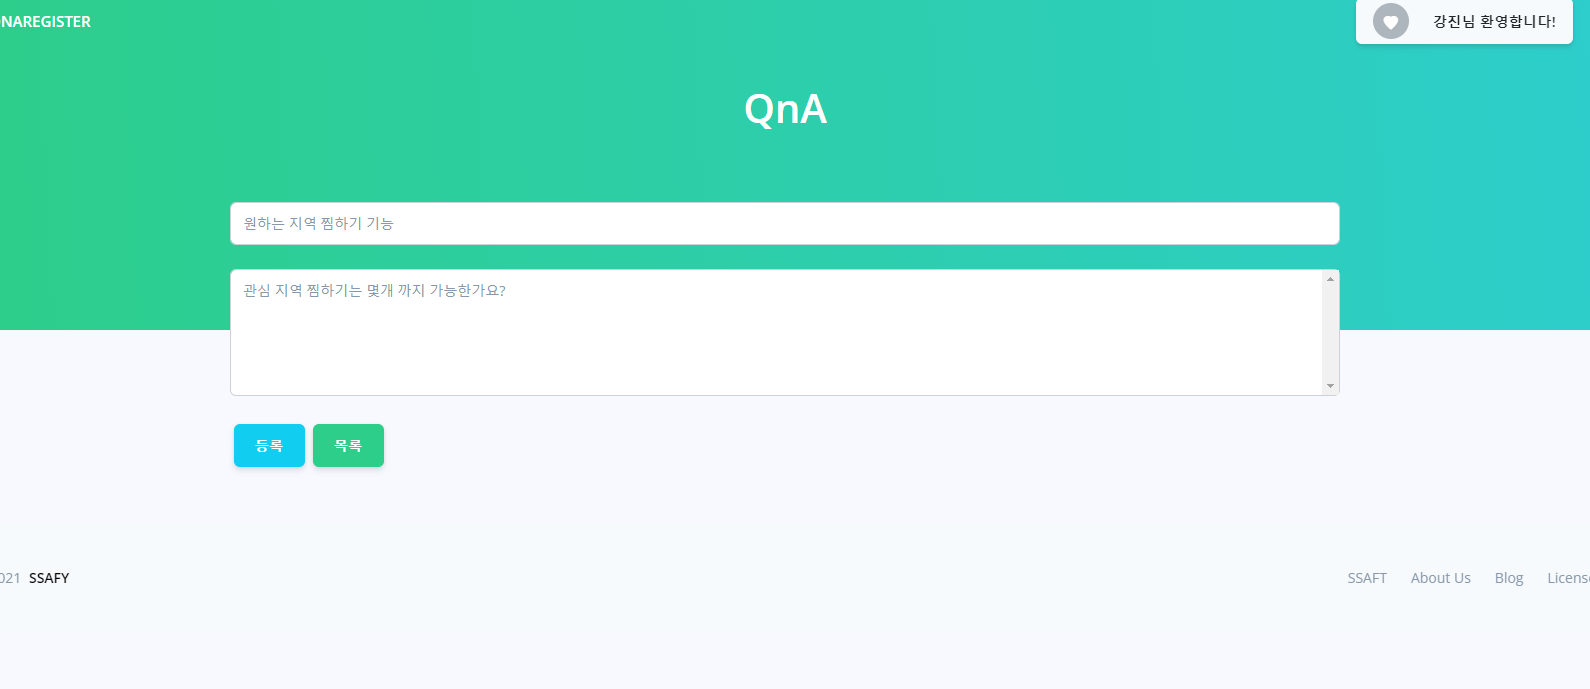 NAREGISTER
강진님 환영합니다!
QnA
원하는 지역 찜하기 기능
관심 지역 찜하기는 몇개 까지 가능한가요?
등록 목록
021 SSAFY
SSAFT About Us Blog Licens